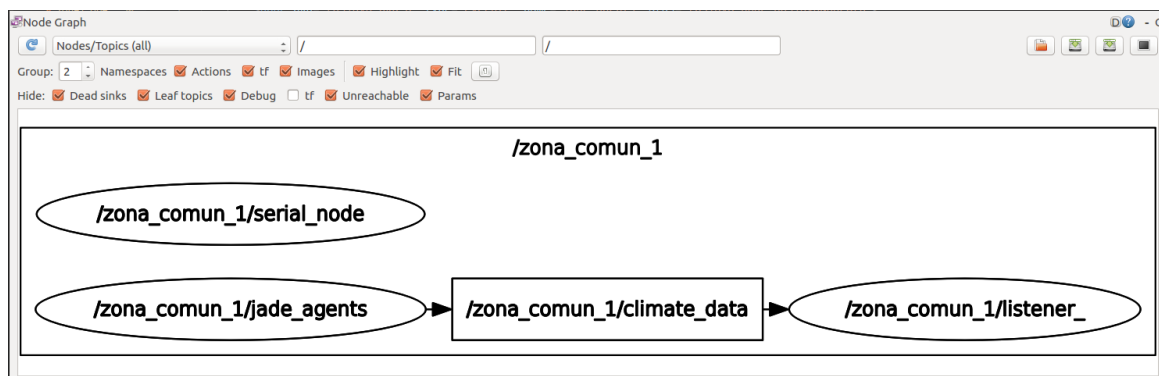 Node Graph D ? - C
Nodes/Topics (all) / /
Group: 2 Namespaces Actions tf Images Highlight Fit
Hide: Dead sinks Leaf topics Debug tf Unreachable Params
/zona_comun_1
/zona_comun_1/serial_node
/zona_comun_1/jade_agents /zona_comun_1/climate_data /zona_comun_1/listener_